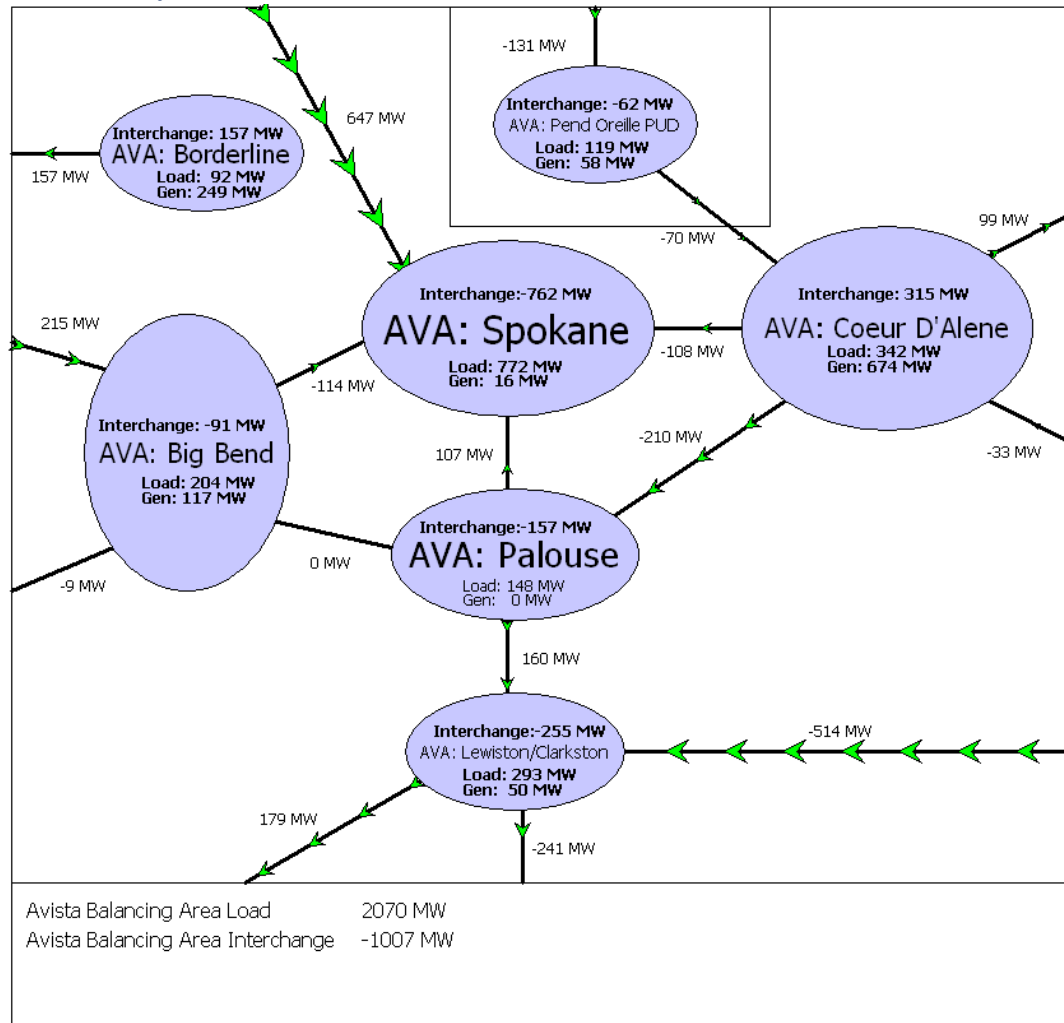 -131 MW
647 MW
Interchange: -62 MW
AVA: Pend Oreille PUD
Load: 119 MW
Gen: 58 MW
Interchange: 157 MW
AVA: Borderline
Load: 92 MW
Gen: 249 MW
157 MW
-70 MW
99 MW
Interchange:-762 MW
AVA: Spokane
Load: 772 MW
Gen: 16 MW
Interchange: 315 MW
AVA: Coeur D'Alene
Load: 342 MW
Gen: 674 MW
215 MW
-108 MW
-114 MW
Interchange: -91 MW
AVA: Big Bend
Load: 204 MW
Gen: 117 MW
107 MW
-210 MW
-33 MW
Interchange:-157 MW
AVA: Palouse
Load: 148 MW
Gen: 0 MW
0 MW
-9 MW
160 MW
Interchange:-255 MW
AVA: Lewiston/Clarkston
Load: 293 MW
Gen: 50 MW
-514 MW
179 MW
-241 MW
Avista Balancing Area Load 2070 MW
Avista Balancing Area Interchange -1007 MW